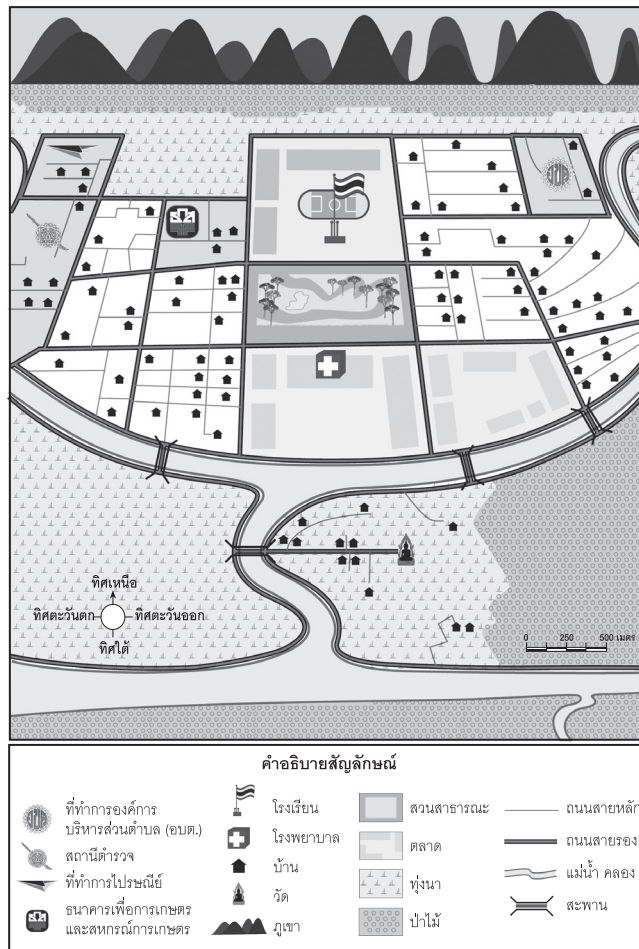 อบต
ทิศเหนือ
ทิศตะวันตก
ทิศตะวันออก
ทิศใต้
0 250 500 เมตร
คำอธิบายสัญลักษณ์
อบต
ที่ทำการองค์การ
บริหารส่วนตำบล (อบต.)
สถานีตำรวจ
ที่ทำการไปรษณีย์
ธนาคารเพื่อการเกษตร
และสหกรณ์การเกษตร
โรงเรียน
โรงพยาบาล
บ้าน
วัด
ภูเขา
สวนสาธารณะ
ตลาด
ทุ่งนา
ป่าไม้
ถนนสายหลัก
ถนนสายรอง
แม่น้ำ คลอง
สะพาน